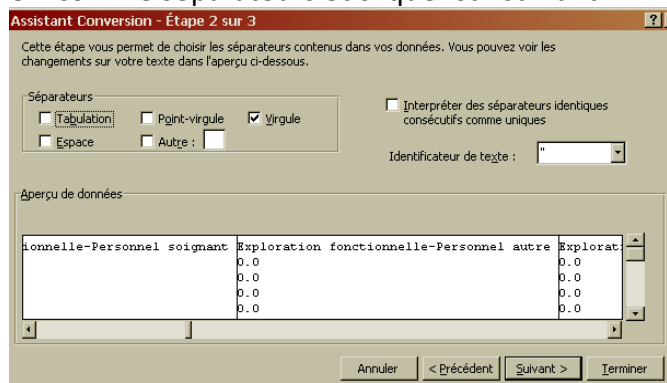 Assistant Conversion - Étape 2 sur 3
Cette étape vous permet de choisir les séparateurs contenus dans vos données. Vous pouvez voir les
changements sur votre texte dans l'aperçu ci-dessous.
Séparateurs
Tabulation Point-virgule Virgule
Espace Autre :
Interpréter des séparateurs identiques
consécutifs comme uniques
Identificateur de texte : "
Aperçu de données
ionnelle-Personnel soignant Exploration fonctionnelle-Personnel autre Explorat
0.0 0.0
0.0 0.0
0.0 0.0
0.0 0.0
Annuler < Précédent Suivant > Terminer